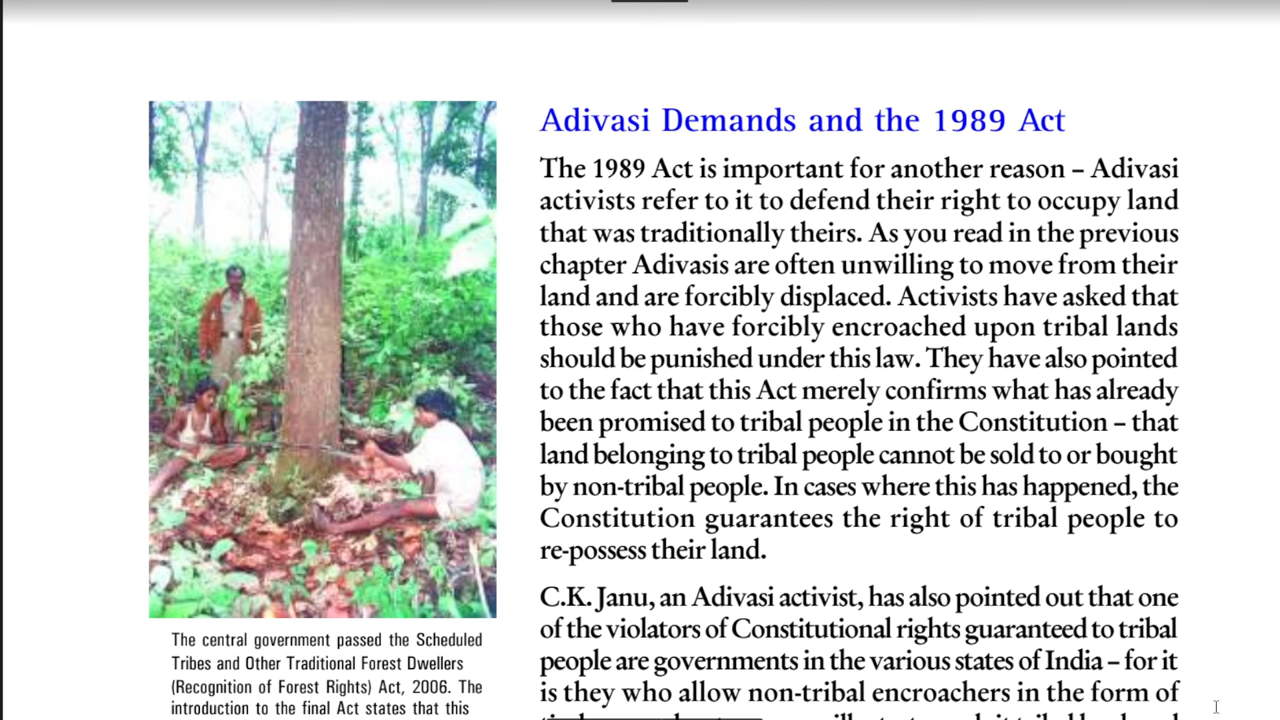 Adivasi Demands and the 1989 Act
The 1989 Act is important for another reason – Adivasi
activists refer to it to defend their right to occupy land
that was traditionally theirs. As you read in the previous
chapter Adivasis are often unwilling to move from their
land and are forcibly displaced. Activists have asked that
those who have forcibly encroached upon tribal lands
should be punished under this law. They have also pointed
to the fact that this Act merely confirms what has already
been promised to tribal people in the Constitution – that
land belonging to tribal people cannot be sold to or bought
by non-tribal people. In cases where this has happened, the
Constitution guarantees the right of tribal people to
re-possess their land.
C.K. Janu, an Adivasi activist, has also pointed out that one
of the violators of Constitutional rights guaranteed to tribal
people are governments in the various states of India – for it
is they who allow non-tribal encroachers in the form of
The central government passed the Scheduled
Tribes and Other Traditional Forest Dwellers
(Recognition of Forest Rights) Act, 2006. The
introduction to the final Act states that this